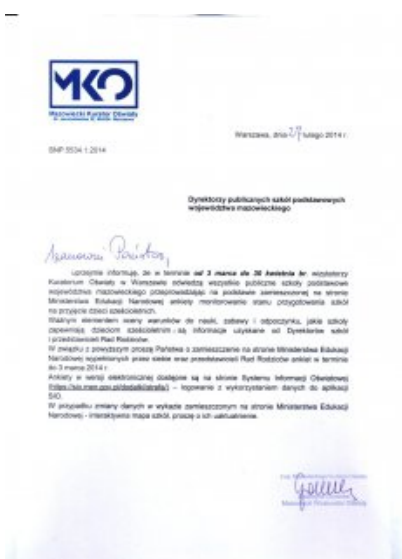 MKO
Mazowiecki Kurator Oświaty
Warszawa, dnia 27 lutego 2014 r.
BNP.5534.1.2014
Dyrektorzy publicznych szkół podstawowych
województwa mazowieckiego
Szanowni Państwo,
uprzejmie informuję, że w terminie od 3 marca do 30 kwietnia br. wizytatorzy
Kuratorium Oświaty w Warszawie odwiedzą wszystkie publiczne szkoły podstawowe
województwa mazowieckiego przeprowadzając na podstawie zamieszczonej na stronie
Ministerstwa Edukacji Narodowej ankiety monitorowanie stanu przygotowania szkół
na przyjęcie dzieci sześcioletnich.
Ważnym elementem oceny warunków do nauki, zabawy i odpoczynku, jakie szkoły
zapewniają dzieciom sześcioletnim - są informacje uzyskane od Dyrektorów szkół
i przedstawicieli Rad Rodziców.
W związku z powyższym proszę Państwa o zamieszczenie na stronie Ministerstwa Edukacji
Narodowej wypełnionych przez siebie oraz przedstawicieli Rad Rodziców ankiet w terminie
do 3 marca 2014 r.
Ankiety w wersji elektronicznej dostępne są na stronie Systemu Informacji Oświatowej
– logowanie z wykorzystaniem danych do aplikacji
SIO.
W przypadku zmiany danych w wykazie zamieszczonym na stronie Ministerstwa Edukacji
Narodowej - interaktywna mapa szkół, proszę o ich uaktualnienie.